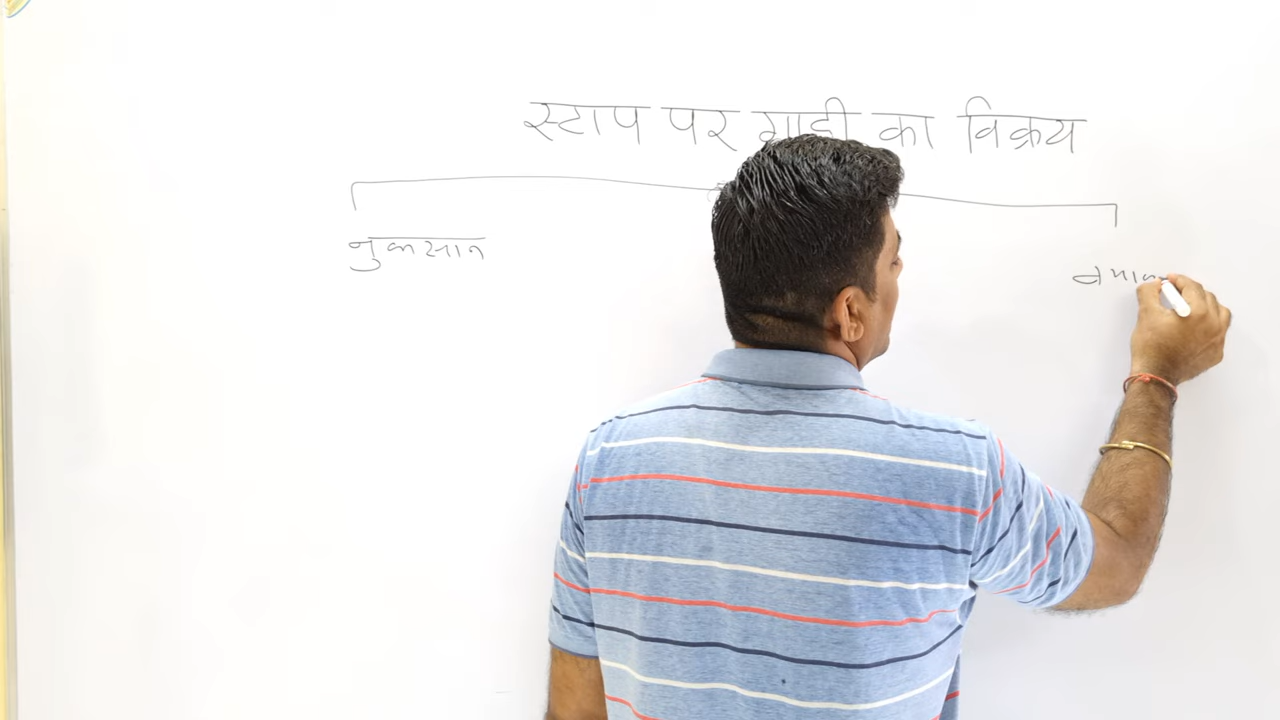 स्टाप पर गाडी का विक्रय
नुकसान